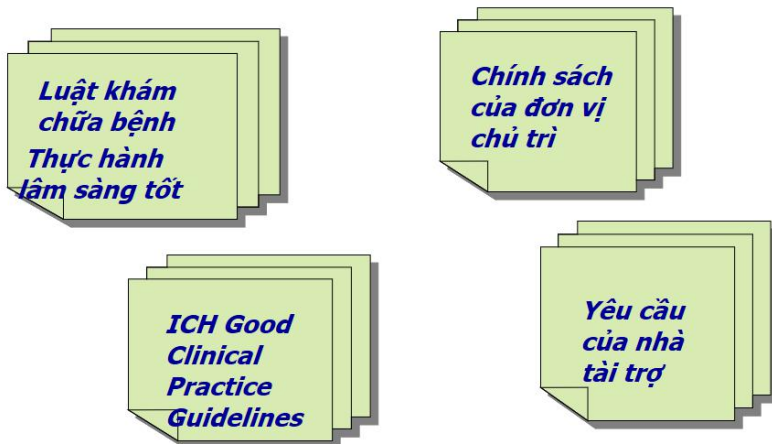 Luật khám
chữa bệnh
Thực hành
lâm sàng tốt
Chính sách
của đơn vị
chủ trì
ICH Good
Clinical
Practice
Guidelines
Yêu cầu
của nhà
tài trợ